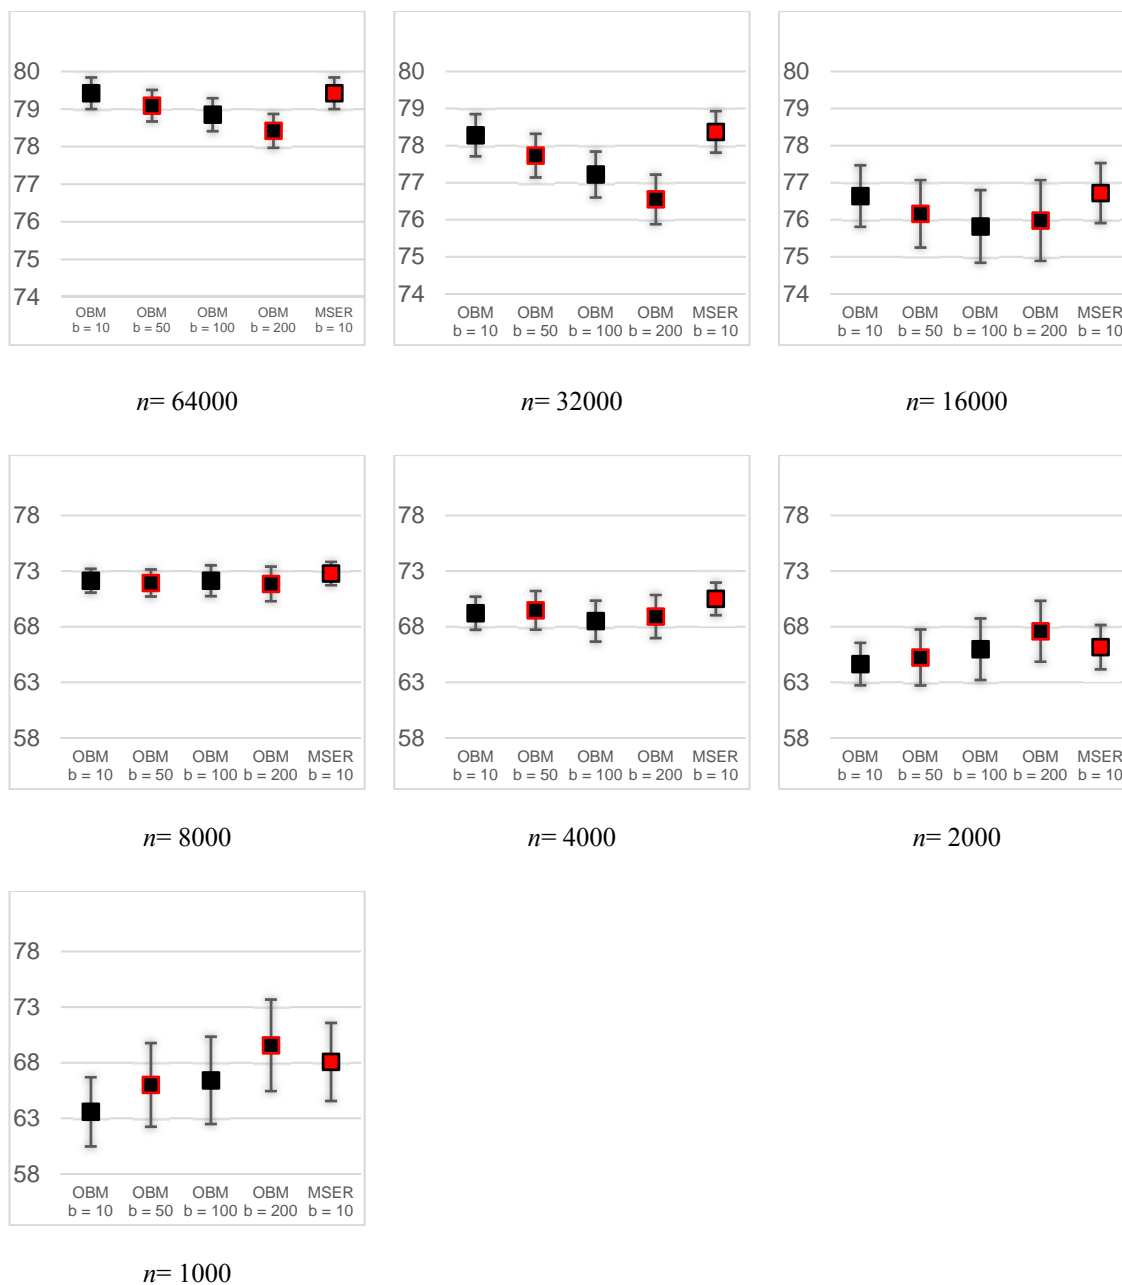 80
79
78
77
76
75
74
OBM OBM OBM OBM MSER
b = 10 b = 50 b = 100 b = 200 b = 10
n= 64000
80
79
78
77
76
75
74
OBM OBM OBM OBM MSER
b = 10 b = 50 b = 100 b = 200 b = 10
n= 32000
80
79
78
77
76
75
74
OBM OBM OBM OBM MSER
b = 10 b = 50 b = 100 b = 200 b = 10
n= 16000
78
73
68
63
58
OBM OBM OBM OBM MSER
b = 10 b = 50 b = 100 b = 200 b = 10
n= 8000
78
73
68
63
58
OBM OBM OBM OBM MSER
b = 10 b = 50 b = 100 b = 200 b = 10
n= 4000
78
73
68
63
58
OBM OBM OBM OBM MSER
b = 10 b = 50 b = 100 b = 200 b = 10
n= 2000
78
73
68
63
58
OBM OBM OBM OBM MSER
b = 10 b = 50 b = 100 b = 200 b = 10
n= 1000